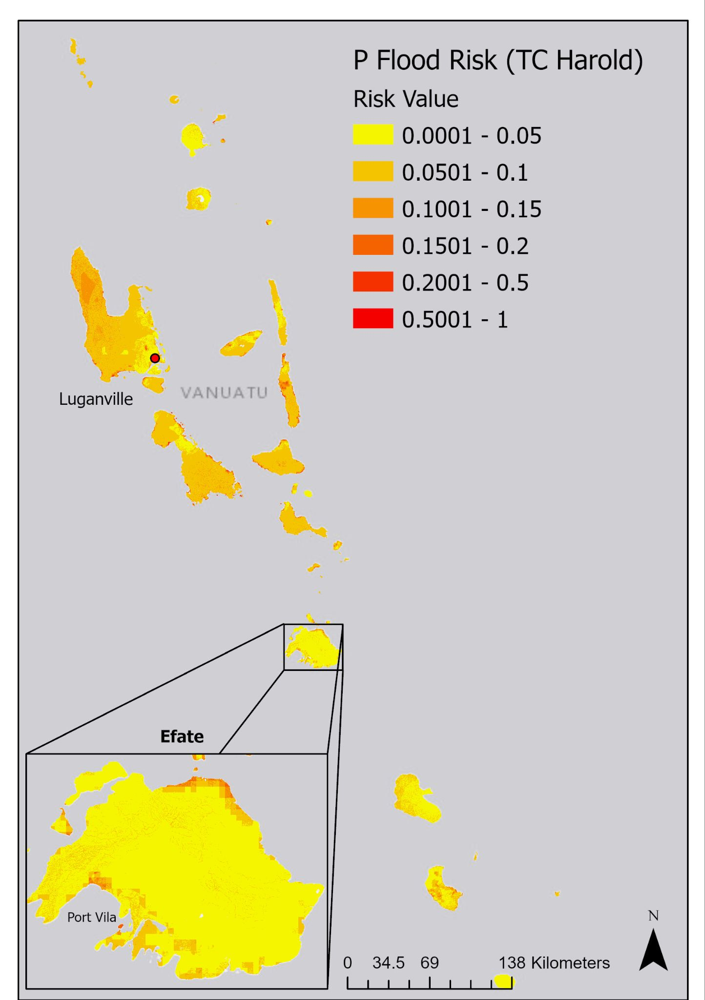 P Flood Risk (TC Harold)
Risk Value
0.0001 - 0.05
0.0501 - 0.1
0.1001 - 0.15
0.1501 - 0.2
0.2001 - 0.5
0.5001 - 1
VANUATU
Luganville
Efate
Port Vila
N
0 34.5 69 138 Kilometers